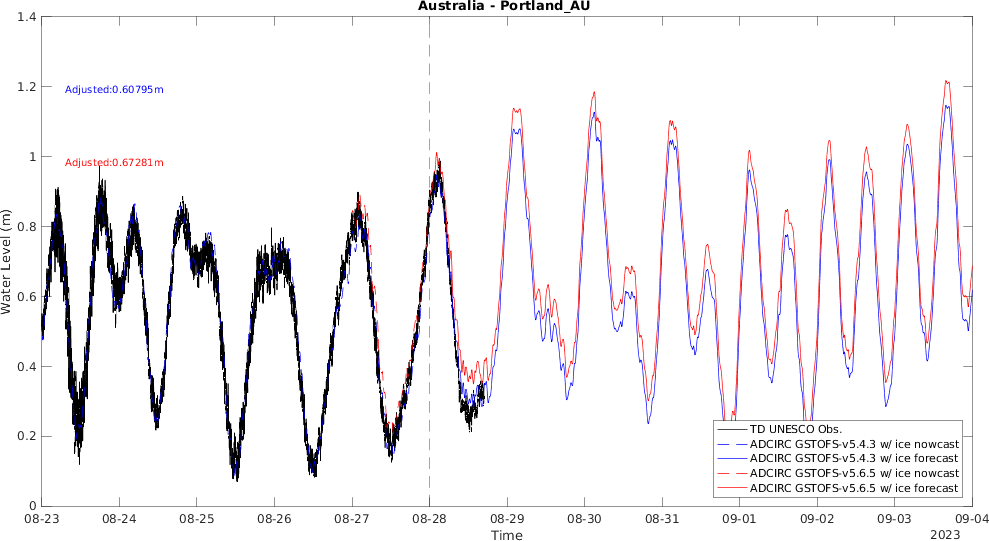 Australia - Portland_AU
1.4
1.2
1
0.8
0.6
0.4
0.2
0
Water Level (m)
Adjusted:0.60795m
Adjusted:0.67281m
TD UNESCO Obs.
ADCIRC GSTOFS-v5.4.3 w/ ice nowcast
ADCIRC GSTOFS-v5.4.3 w/ ice forecast
ADCIRC GSTOFS-v5.6.5 w/ ice nowcast
ADCIRC GSTOFS-v5.6.5 w/ ice forecast
08-23 08-24 08-25 08-26 08-27 08-28 08-29 08-30 08-31 09-01 09-02 09-03 09-04
Time
2023